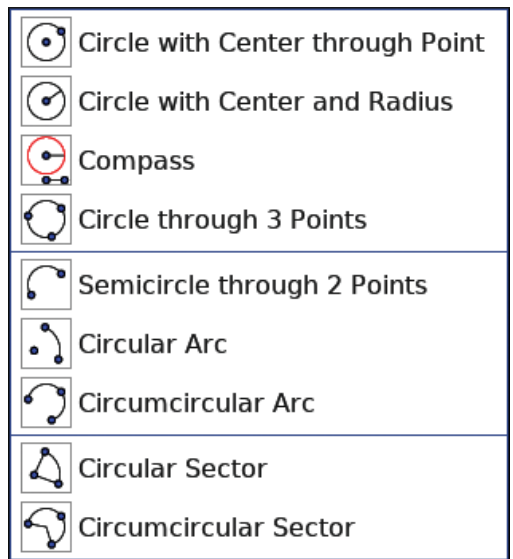 Circle with Center through Point
Circle with Center and Radius
Compass
Circle through 3 Points
Semicircle through 2 Points
Circular Arc
Circumcircular Arc
Circular Sector
Circumcircular Sector